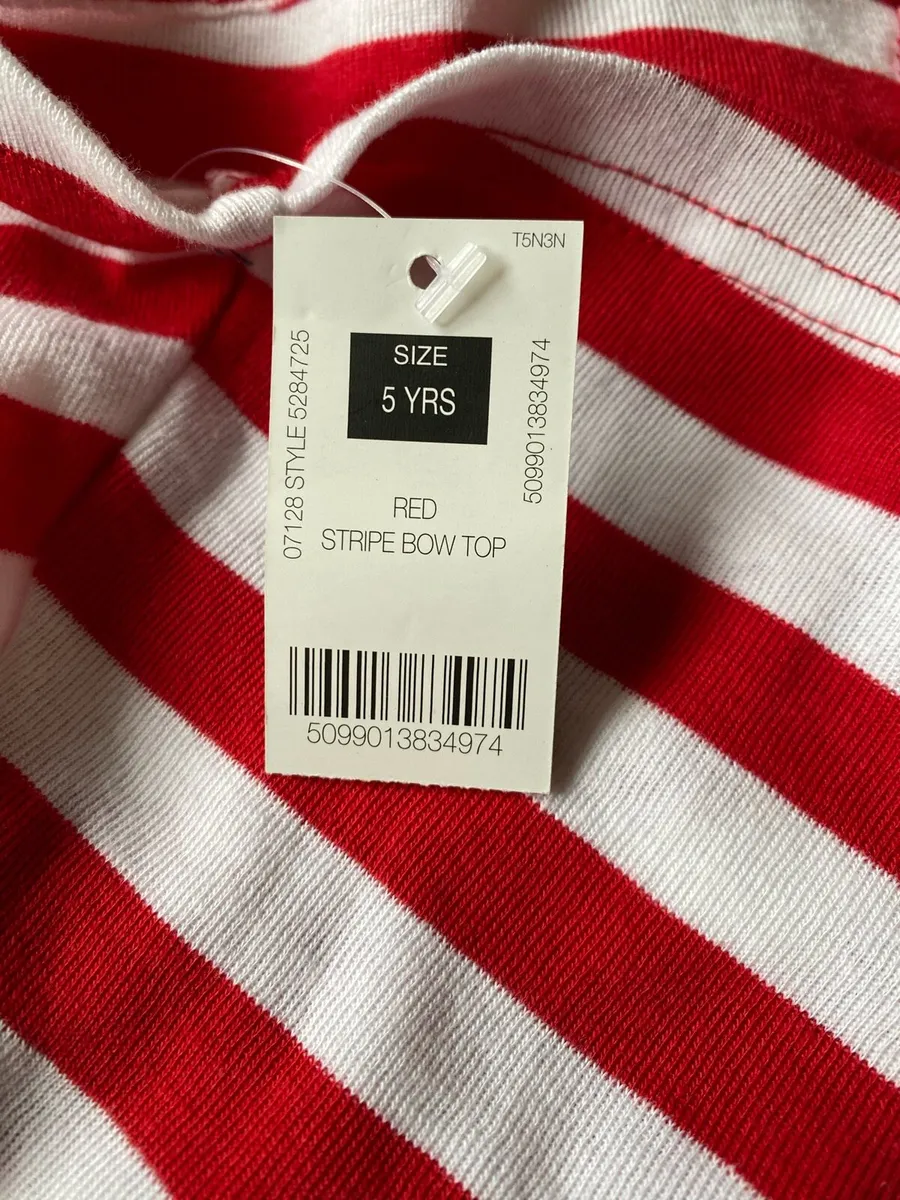 T5N3N
SIZE
5 YRS
07128 STYLE 5284725
5099013834974
RED
STRIPE BOW TOP
5099013834974